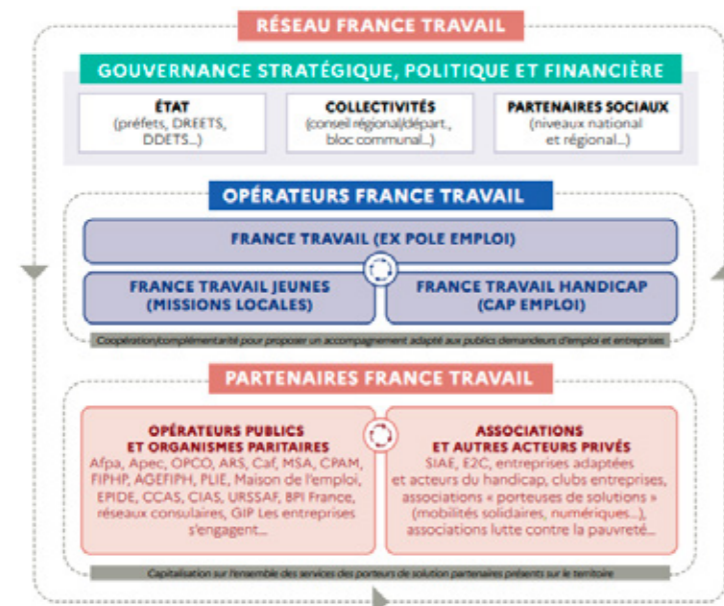 RÉSEAU FRANCE TRAVAIL
GOUVERNANCE STRATÉGIQUE, POLITIQUE ET FINANCIÈRE
ÉTAT
(préfets, DREETS,
DDETS...)
COLLECTIVITÉS
(conseil régional/départ.,
bloc communal...)
PARTENAIRES SOCIAUX
(niveaux national
et régional...)
OPÉRATEURS FRANCE TRAVAIL
FRANCE TRAVAIL (EX POLE EMPLOI)
FRANCE TRAVAIL JEUNES
(MISSIONS LOCALES)
FRANCE TRAVAIL HANDICAP
(CAP EMPLOI)
Coopération/complémentarité pour proposer un accompagnement adapté aux publics demandeurs d'emploi et entreprises
PARTENAIRES FRANCE TRAVAIL
OPÉRATEURS PUBLICS
ET ORGANISMES PARITAIRES
Afpa, Apec, OPCO, ARS, Caf, MSA, CPAM,
FIPHP, AGEFIPH, PLIE, Maison de l'emploi,
EPIDE, CCAS, CIAS, URSSAF, BPI France,
réseaux consulaires, GIP Les entreprises
s'engagent...
ASSOCIATIONS
ET AUTRES ACTEURS PRIVÉS
SIAE, E2C, entreprises adaptées
et acteurs du handicap, clubs entreprises,
associations « porteuses de solutions »
(mobilités solidaires, numériques...),
associations lutte contre la pauvreté...
Capitalisation sur l'ensemble des services des porteurs de solution partenaires présents sur le territoire